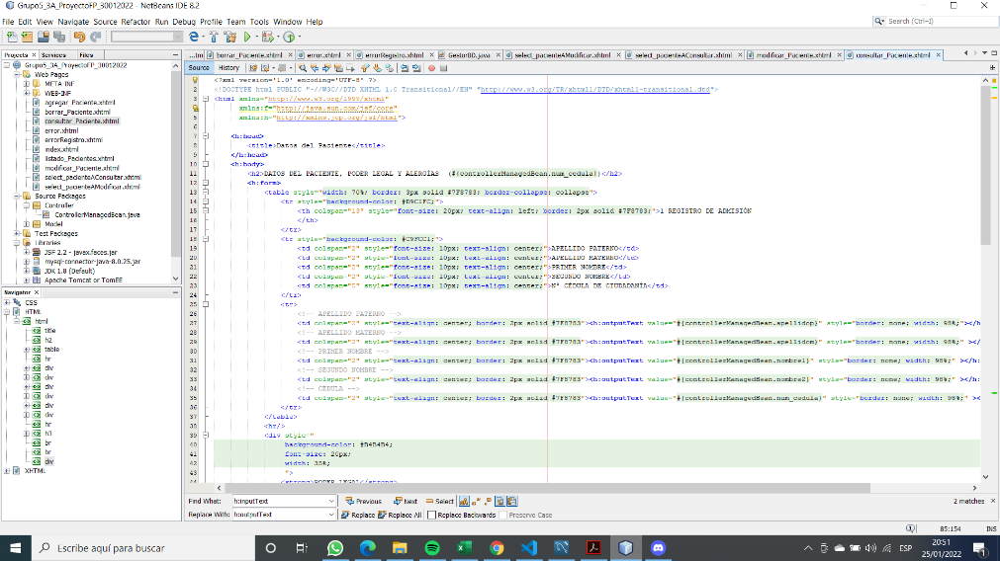 Grupo5_3A_ProyectoFP_30012022 - NetBeans IDE 8.2
File Edit View Navigate Source Refactor Run Debug Profile Team Tools Window Help
Search (Ctrl+I)
Projects Services Files
...tml borrar_Paciente.xhtml error.xhtml errorRegistro.xhtml GestorBD.java select_pacienteAModificar.xhtml select_pacienteAConsultar.xhtml modificar_Paciente.xhtml consultar_Paciente.xhtml
Source History
Grupo5_3A_ProyectoFP_30012022
Web Pages
META-INF
WEB-INF
agregar_Paciente.xhtml
borrar_Paciente.xhtml
consultar_Paciente.xhtml
error.xhtml
errorRegistro.xhtml
index.xhtml
listado_Pacientes.xhtml
modificar_Paciente.xhtml
select_pacienteAConsultar.xhtml
select_pacienteAModificar.xhtml
Source Packages
Controller
ControllerManagedBean.java
Model
Test Packages
Libraries
JSF 2.2 - javax.faces.jar
mysql-connector-java-8.0.25.jar
JDK 1.8 (Default)
Apache Tomcat or TomEE
Navigator
CSS
HTML
html
title
h2
table
hr
div
div
div
div
div
div
hr
h3
br
br
div
XHTML
<?xml version='1.0' encoding='UTF-8' ?>
2 <!DOCTYPE html PUBLIC "-//W3C//DTD XHTML 1.0 Transitional//EN" "http://www.w3.org/TR/xhtml1/DTD/xhtml1-transitional.dtd">
3 <html xmlns="http://www.w3.org/1999/xhtml"
xmlns:f="http://java.sun.com/jsf/core"
5 xmlns:h="http://xmlns.jcp.org/jsf/html">
6
7 <h:head>
8 <title>Datos del Paciente</title>
9 </h:head>
10 <h:body>
11 <h2>DATOS DEL PACIENTE, PODER LEGAL Y ALERGÍAS (#{controllerManagedBean.num_cedula})</h2>
12 <h:form>
13 <table style="width: 70%; border: 3px solid #7F8783; border-collapse: collapse">
14 <tr style="background-color: #D9C1FC;">
15 <th colspan="13" style="font-size: 20px; text-align: left; border: 2px solid #7F8783;">1 REGISTRO DE ADMISIÓN
16 </th>
17 </tr>
18 <tr style="background-color: #C9FCC1;">
19 <td colspan="2" style="font-size: 10px; text-align: center;">APELLIDO PATERNO</td>
20 <td colspan="2" style="font-size: 10px; text-align: center;">APELLIDO MATERNO</td>
21 <td colspan="2" style="font-size: 10px; text-align: center;">PRIMER NOMBRE</td>
22 <td colspan="2" style="font-size: 10px; text-align: center;">SEGUNDO NOMBRE</td>
23 <td colspan="5" style="font-size: 10px; text-align: center;">N° CÉDULA DE CIUDADANÍA</td>
24 </tr>
25 <tr>
26 <!-- APELLIDO PATERNO -->
27 <td colspan="2" style="text-align: center; border: 2px solid #7F8783"><h:outputText value="#{controllerManagedBean.apellidop}" style="border: none; width: 98%;"></h
28 <!-- APELLIDO MATERNO -->
29 <td colspan="2" style="text-align: center; border: 2px solid #7F8783"><h:outputText value="#{controllerManagedBean.apellidom}" style="border: none; width: 98%;" ></
30 <!-- PRIMER NOMBRE -->
31 <td colspan="2" style="text-align: center; border: 2px solid #7F8783"><h:outputText value="#{controllerManagedBean.nombre1}" style="border: none; width: 98%;" ></h:
32 <!-- SEGUNDO NOMBRE -->
33 <td colspan="2" style="text-align: center; border: 2px solid #7F8783"><h:outputText value="#{controllerManagedBean.nombre2}" style="border: none; width: 98%;" ></h:
34 <!-- CÉDULA -->
35 <td colspan="2" style="text-align: center; border: 2px solid #7F8783"><h:outputText value="#{controllerManagedBean.num_cedula}" style="border: none; width: 98%;" ><
36 </tr>
37 </table>
38 <hr/>
39 <div style="
40 background-color: #B4B4B4;
41 font-size: 20px;
42 width: 35%;
43 ">
44 <strong>PODER LEGAL</strong>
Find What: h:inputText Previous Next Select 2 matches
Replace With: h:outputText Replace Replace All Replace Backwards Preserve Case
85:154 INS
Escribe aquí para buscar
ESP
20:51
25/01/2022
1